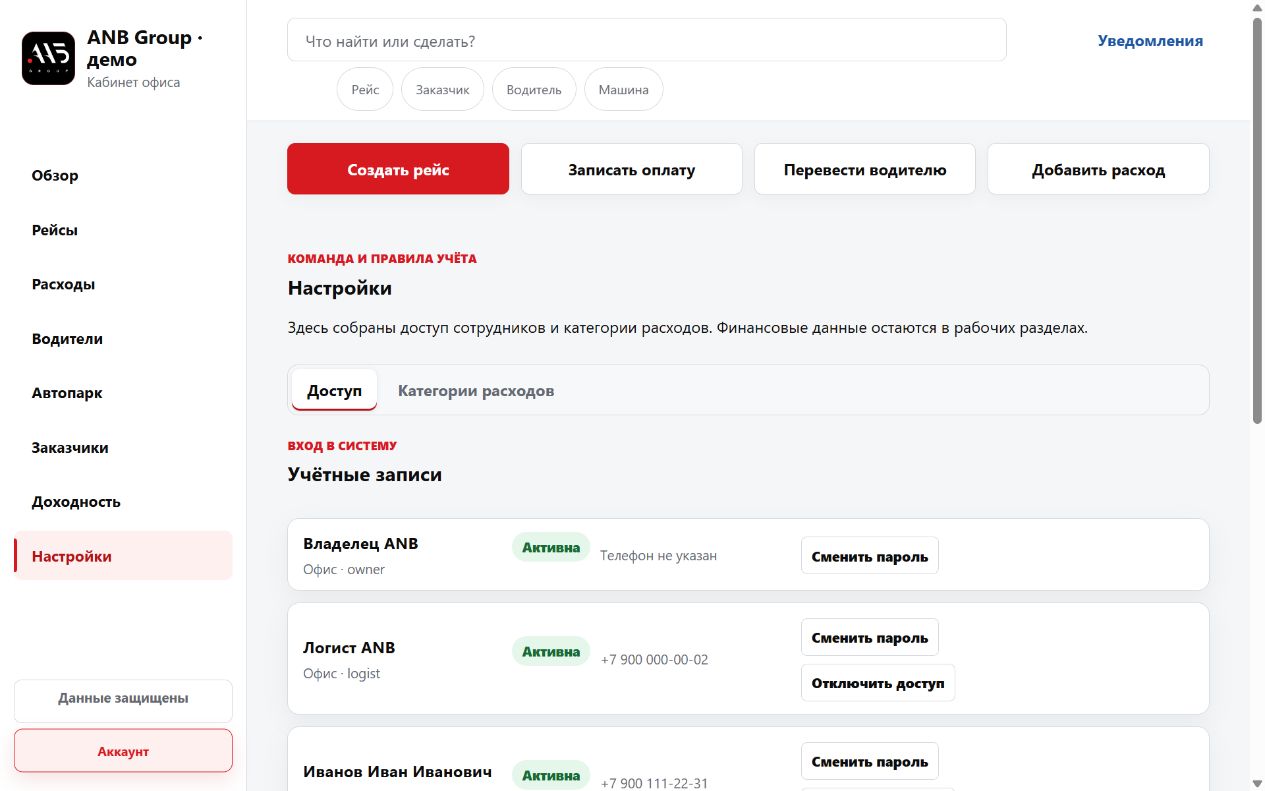 ANB GROUP
ANB Group ·
демо
Кабинет офиса
Обзор
Рейсы
Расходы
Водители
Автопарк
Заказчики
Доходность
Настройки
Данные защищены
Аккаунт
Что найти или сделать?
Уведомления
Рейс Заказчик Водитель Машина
Создать рейс Записать оплату Перевести водителю Добавить расход
КОМАНДА И ПРАВИЛА УЧЁТА
Настройки
Здесь собраны доступ сотрудников и категории расходов. Финансовые данные остаются в рабочих разделах.
Доступ Категории расходов
ВХОД В СИСТЕМУ
Учётные записи
Владелец ANB
Офис · owner
Активна Телефон не указан Сменить пароль
Логист ANB
Офис · logist
Активна +7 900 000-00-02 Сменить пароль
Отключить доступ
Иванов Иван Иванович Активна +7 900 111-22-31 Сменить пароль